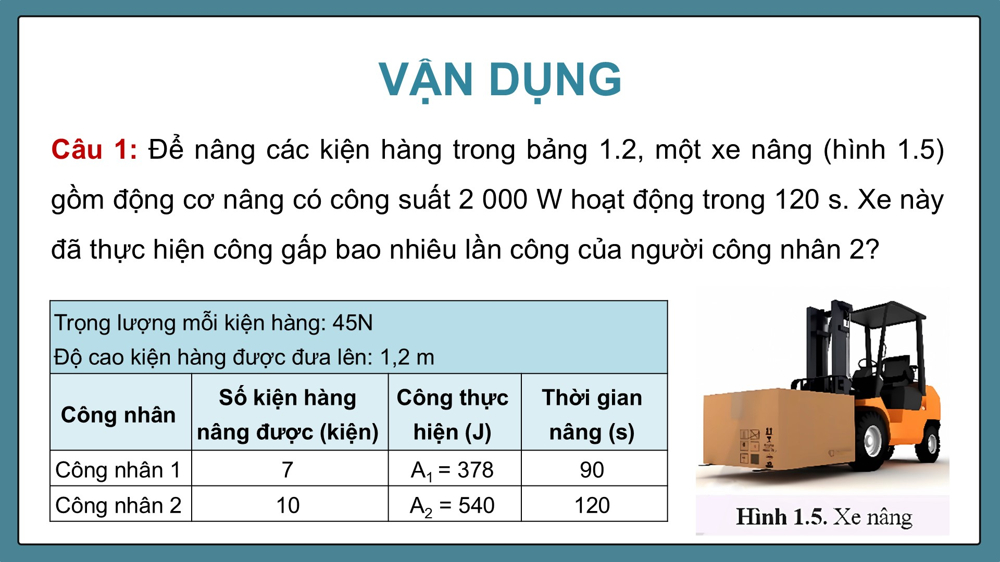 VẬN DỤNG
Câu 1: Để nâng các kiện hàng trong bảng 1.2, một xe nâng (hình 1.5)
gồm động cơ nâng có công suất 2 000 W hoạt động trong 120 s. Xe này
đã thực hiện công gấp bao nhiêu lần công của người công nhân 2?
Trọng lượng mỗi kiện hàng: 45N
Độ cao kiện hàng được đưa lên: 1,2 m
Công nhân
Số kiện hàng
nâng được (kiện)
Công thực
hiện (J)
Thời gian
nâng (s)
Công nhân 1 7 A₁ = 378 90
Công nhân 2 10 A₂ = 540 120
Hình 1.5. Xe nâng